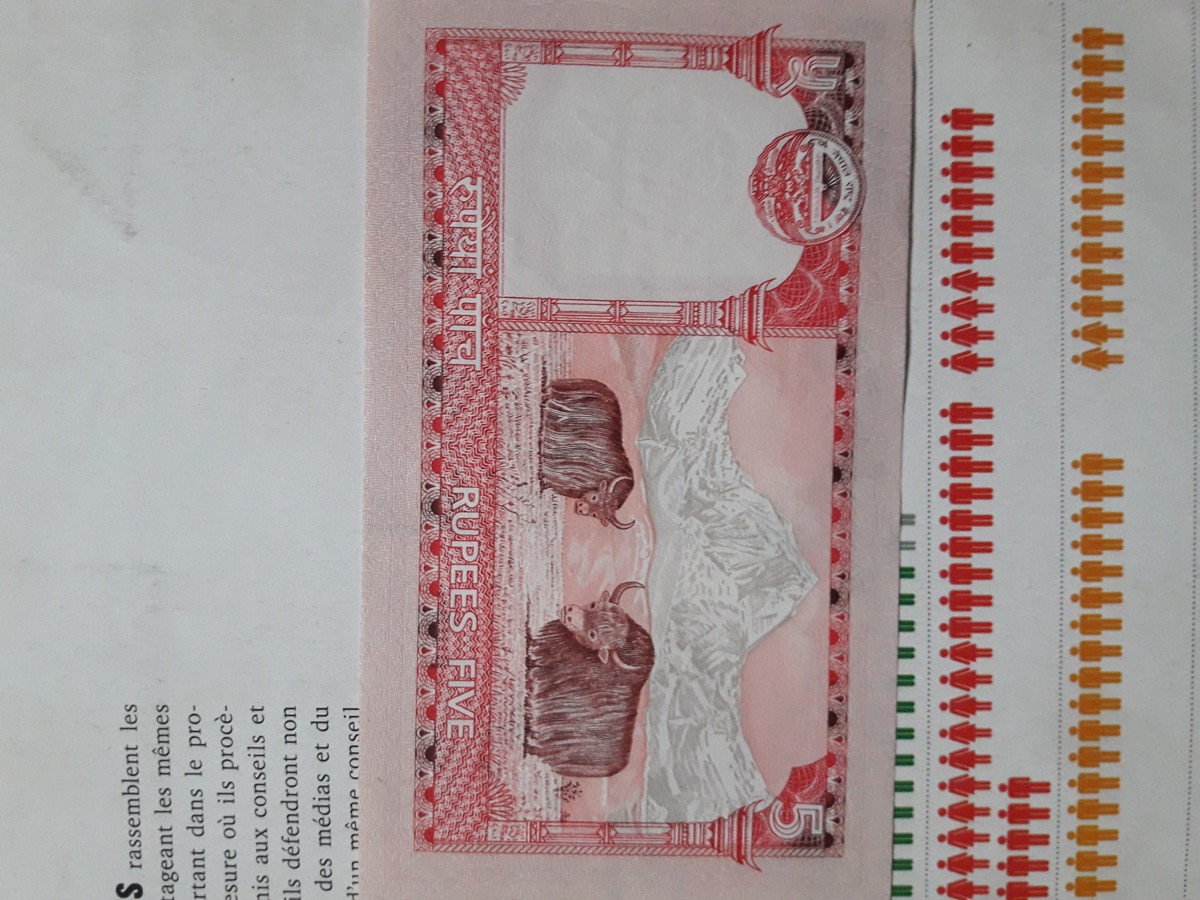 S rassemblent les
tageant les mêmes
rtant dans le pro-
esure où ils procè-
nis aux conseils et
ils défendront non
des médias et du
d'un même conseil
RUPEES FIVE
रुपैयाँ पाँच
5
५